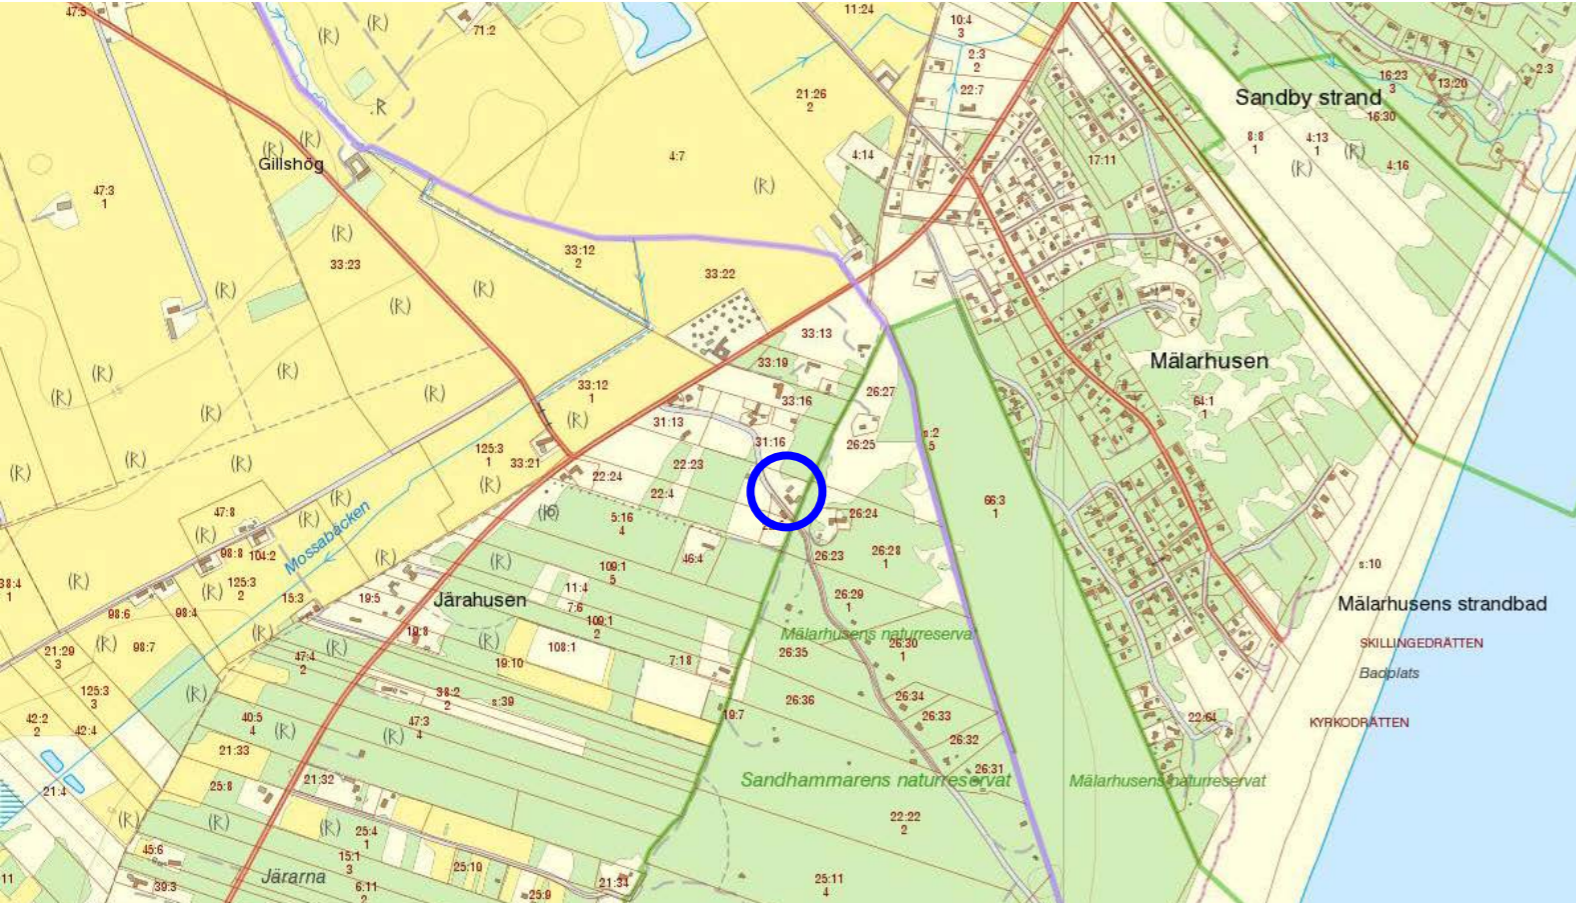 47:5
(R)
(R)
71:2
11:24
10:4
3
2:3
2
22:7
16:23
3
13:20
2:3
Sandby strand
16:30
.R
21:26
2
(R)
(R)
Gillshög
4:7
4:14
17:11
8:8
1
4:13
1
(R)
(R)
4:16
47:3
1
(R)
(R)
33:23
33:12
2
33:22
(R)
(R)
(R)
33:13
Mälarhusen
33:19
(R)
(R)
(R)
(R)
33:12
1
(R)
33:16
26:27
64:1
1
(R)
31:13
31:16
s:2
5
26:25
125:3
1
33:21
22:24
22:23
(R)
(R)
(R)
(R)
22:4
66:3
1
(R)
47:8
(R)
(R)
Mossabäcken
5:16
4
26:24
98:8
104:2
(R)
46:4
26:23
26:28
1
s:10
38:4
1
(R)
125:3
2
(R)
109:1
5
11:4
26:29
1
98:6
98:4
15:3
19:5
Järahusen
7:6
Mälarhusens strandbad
(R)
19:8
109:1
2
Mälarhusens naturreserva
21:29
3
(R)
98:7
(R)
(R)
108:1
26:30
1
SKILLINGEDRÄTTEN
47:4
2
19:10
7:18
26:35
Badplats
125:3
3
(R)
38:2
2
s:39
26:36
26:34
26:33
42:2
2
42:4
40:5
4
(R)
47:3
4
(R)
19:7
22:64
KYRKODRÄTTEN
21:33
26:32
26:31
21:4
25:8
21:32
Sandhammarens naturreservat
Mälarhusens naturreservat
(R)
(R)
(R)
25:4
1
22:22
2
45:6
15:1
3
25:10
39:3
Järarna
6:11
2
25:9
21:34
25:11
4